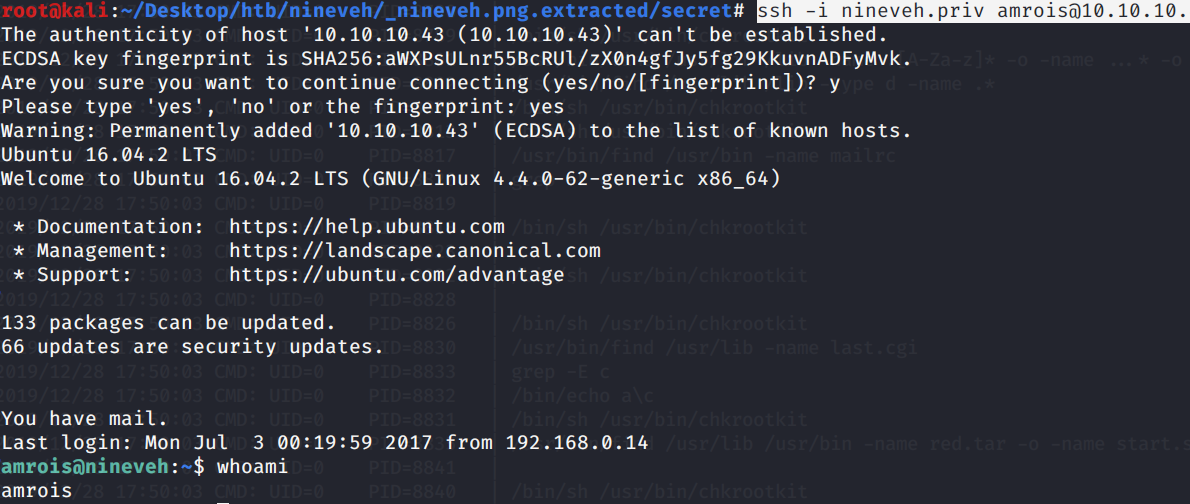 root@kali:~/Desktop/htb/nineveh/_nineveh.png.extracted/secret# ssh -i nineveh.priv amrois@10.10.10.
The authenticity of host '10.10.10.43 (10.10.10.43)' can't be established.
ECDSA key fingerprint is SHA256:aWXPsULnr55BcRUl/zX0n4gfJy5fg29KkuvnADFyMvk.
Are you sure you want to continue connecting (yes/no/[fingerprint])? y
Please type 'yes', 'no' or the fingerprint: yes
Warning: Permanently added '10.10.10.43' (ECDSA) to the list of known hosts.
Ubuntu 16.04.2 LTS
Welcome to Ubuntu 16.04.2 LTS (GNU/Linux 4.4.0-62-generic x86_64)
* Documentation:  https://help.ubuntu.com
* Management:     https://landscape.canonical.com
* Support:        https://ubuntu.com/advantage
133 packages can be updated.
66 updates are security updates.
You have mail.
Last login: Mon Jul  3 00:19:59 2017 from 192.168.0.14
amrois@nineveh:~$ whoami
amrois